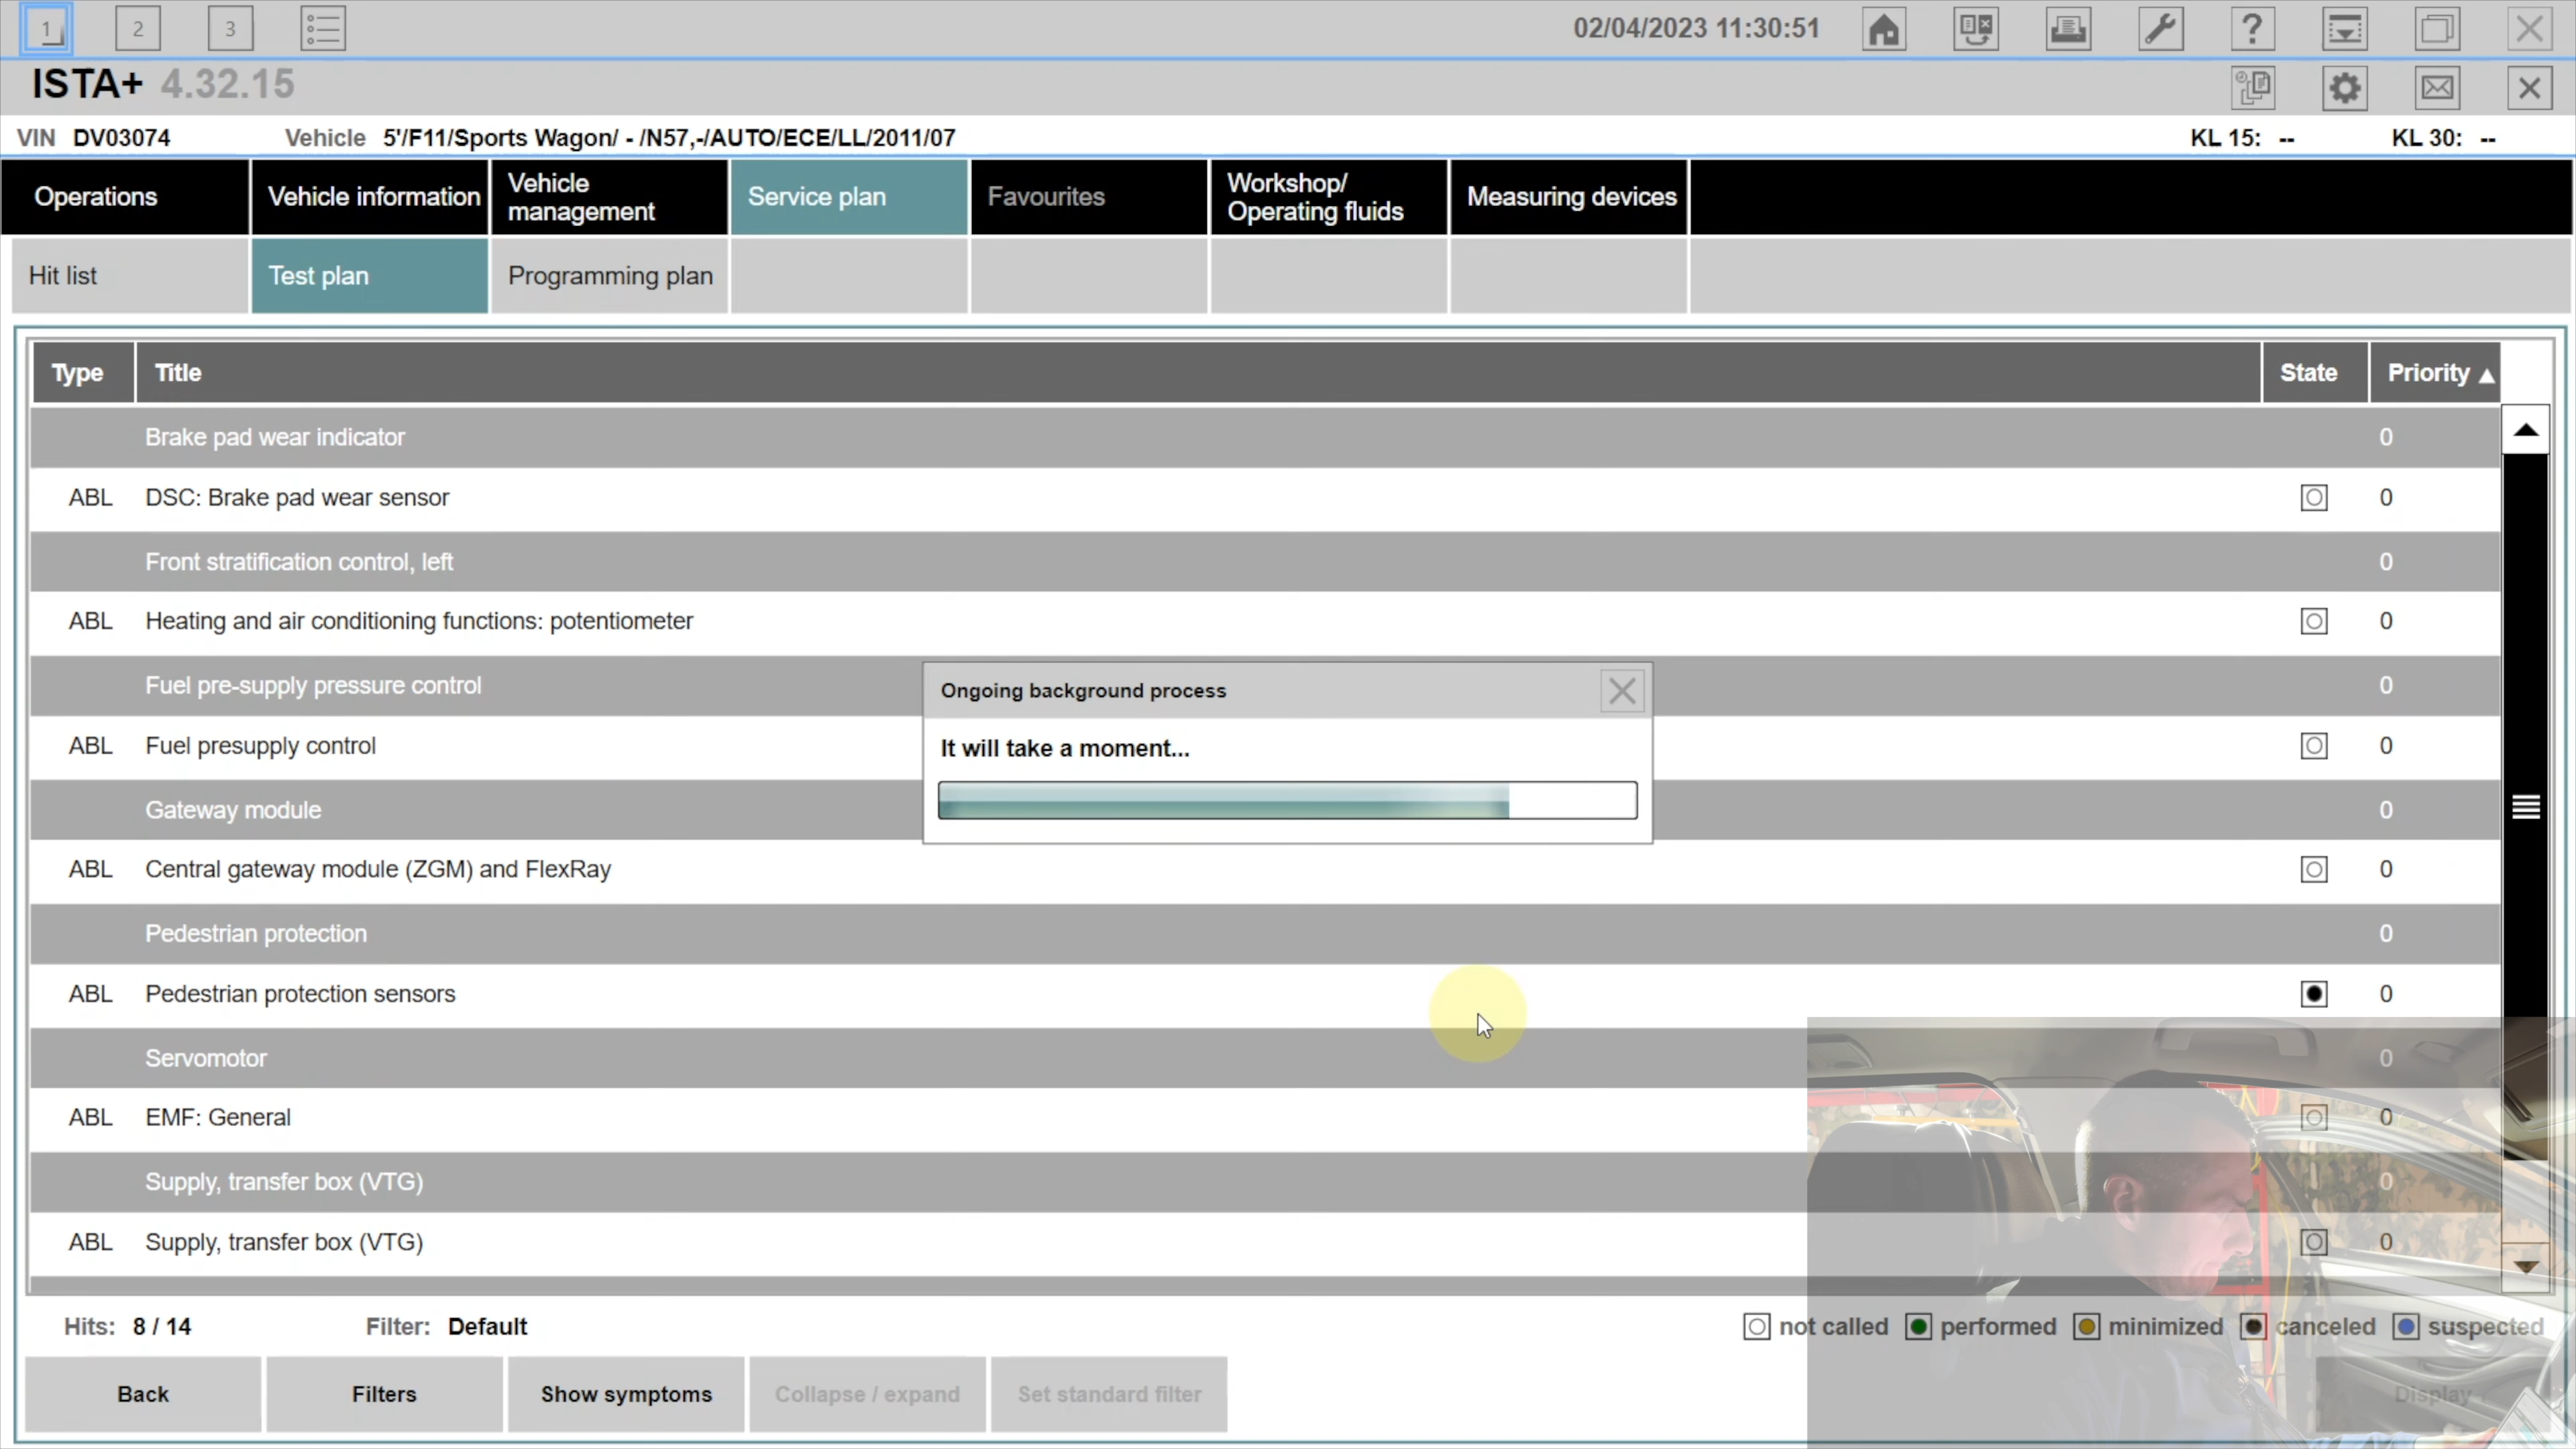 1 2 3 02/04/2023 11:30:51 ?
ISTA+ 4.32.15
VIN DV03074 Vehicle 5'/F11/Sports Wagon/ - /N57,-/AUTO/ECE/LL/2011/07 KL 15: -- KL 30: --
Operations Vehicle information Vehicle management Service plan Favourites Workshop/ Operating fluids Measuring devices
Hit list Test plan Programming plan
Type Title State Priority ▲
Brake pad wear indicator 0
ABL DSC: Brake pad wear sensor 0
Front stratification control, left 0
ABL Heating and air conditioning functions: potentiometer 0
Fuel pre-supply pressure control 0
Ongoing background process
It will take a moment...
ABL Fuel presupply control 0
Gateway module 0
ABL Central gateway module (ZGM) and FlexRay 0
Pedestrian protection 0
ABL Pedestrian protection sensors 0
Servomotor 0
ABL EMF: General 0
Supply, transfer box (VTG) 0
ABL Supply, transfer box (VTG) 0
Hits: 8 / 14 Filter: Default not called performed minimized canceled suspected
Back Filters Show symptoms Collapse / expand Set standard filter Display